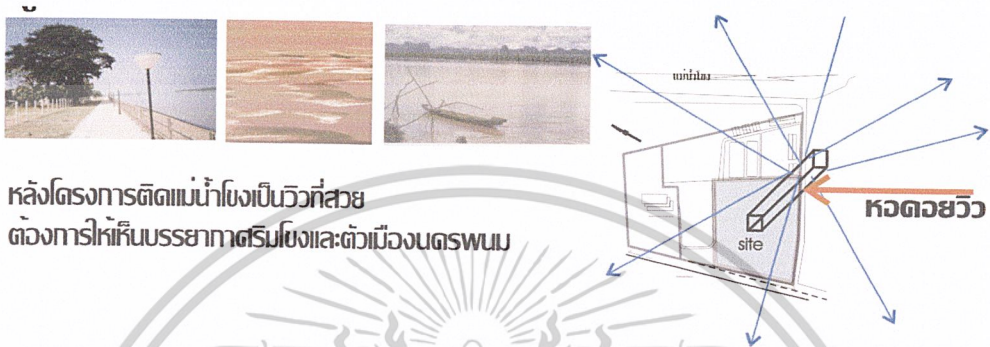 แม่น้ำโขง
หอคอยวิว
site
หลังโครงการติดแม่น้ำโขงเป็นวิวที่สวย
ต้องการให้เห็นบรรยากาศริมโขงและตัวเมืองนครพนม